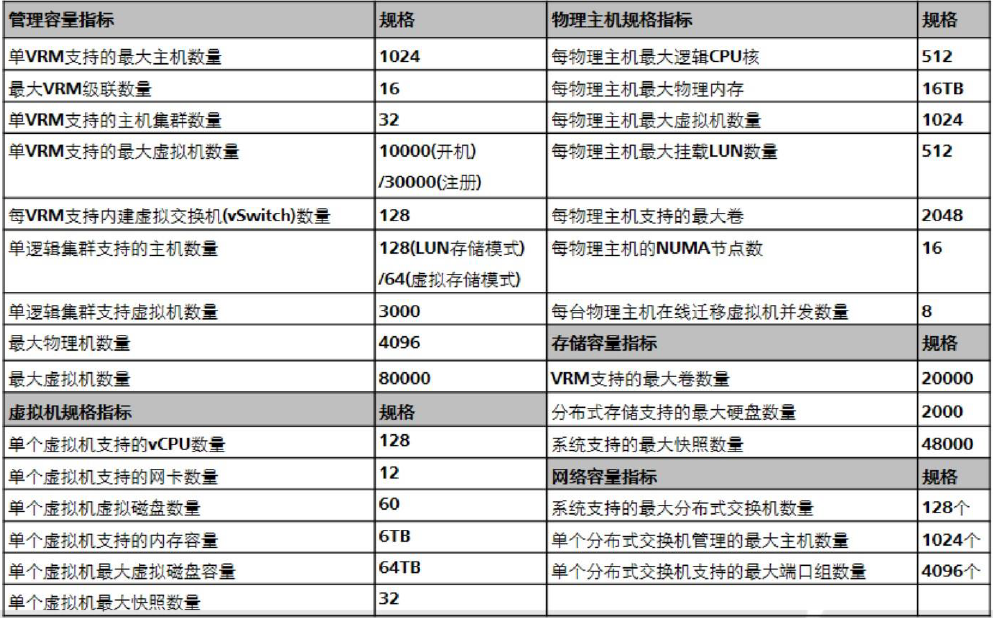 管理容量指标 规格 物理主机规格指标 规格
单VRM支持的最大主机数量 1024 每物理主机最大逻辑CPU核 512
最大VRM级联数量 16 每物理主机最大物理内存 16TB
单VRM支持的主机集群数量 32 每物理主机最大虚拟机数量 1024
单VRM支持的最大虚拟机数量 10000(开机) 每物理主机最大挂载LUN数量 512
/30000(注册)
每VRM支持内建虚拟交换机(vSwitch)数量 128 每物理主机支持的最大卷 2048
单逻辑集群支持的主机数量 128(LUN存储模式) 每物理主机的NUMA节点数 16
/64(虚拟存储模式)
单逻辑集群支持虚拟机数量 3000 每台物理主机在线迁移虚拟机并发数量 8
最大物理机数量 4096 存储容量指标 规格
最大虚拟机数量 80000 VRM支持的最大卷数量 20000
虚拟机规格指标 规格 分布式存储支持的最大硬盘数量 2000
单个虚拟机支持的vCPU数量 128 系统支持的最大快照数量 48000
单个虚拟机支持的网卡数量 12 网络容量指标 规格
单个虚拟机虚拟磁盘数量 60 系统支持的最大分布式交换机数量 128个
单个虚拟机支持的内存容量 6TB 单个分布式交换机管理的最大主机数量 1024个
单个虚拟机最大虚拟磁盘容量 64TB 单个分布式交换机支持的最大端口组数量 4096个
单个虚拟机最大快照数量 32